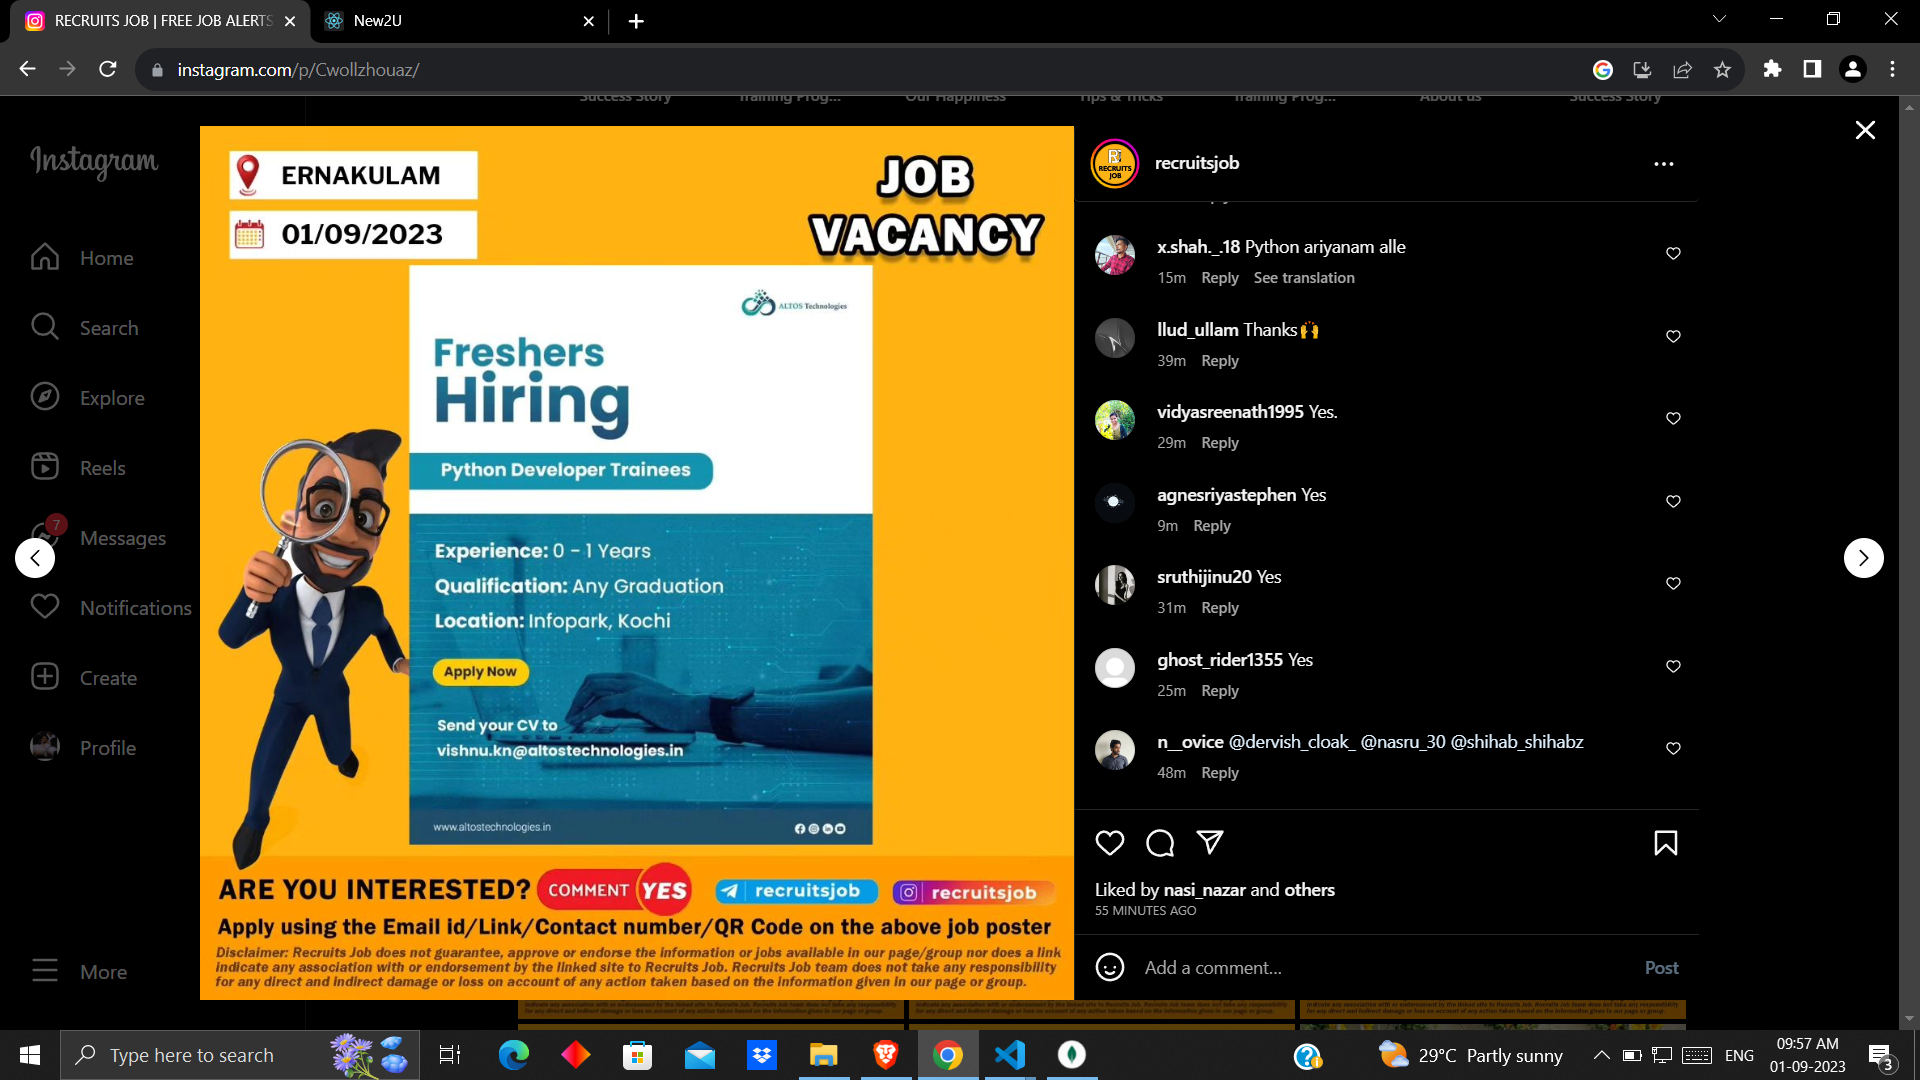 RECRUITS JOB | FREE JOB ALERTS
New2U
instagram.com/p/Cwollzhouaz/
Success Story
Training Prog...
Our Happiness
Tips & Tricks
Training Prog...
About us
Success Story
Instagram
Home
Search
Explore
Reels
7
Messages
Notifications
Create
Profile
More
ERNAKULAM
01/09/2023
JOB
VACANCY
ALTOS Technologies
Freshers
Hiring
Python Developer Trainees
Experience: 0 - 1 Years
Qualification: Any Graduation
Location: Infopark, Kochi
Apply Now
Send your CV to
vishnu.kn@altostechnologies.in
www.altostechnologies.in
ARE YOU INTERESTED? COMMENT YES recruitsjob recruitsjob
Apply using the Email id/Link/Contact number/QR Code on the above job poster
Disclaimer: Recruits Job does not guarantee, approve or endorse the information or jobs available in our page/group nor does a link
indicate any association with or endorsement by the linked site to Recruits Job. Recruits Job team does not take any responsibility
for any direct and indirect damage or loss on account of any action taken based on the information given in our page or group.
RJ
RECRUITS
JOB
recruitsjob
x.shah._.18 Python ariyanam alle
15m Reply See translation
llud_ullam Thanks🙌
39m Reply
vidyasreenath1995 Yes.
29m Reply
agnesriyastephen Yes
9m Reply
sruthijinu20 Yes
31m Reply
ghost_rider1355 Yes
25m Reply
n__ovice @dervish_cloak_ @nasru_30 @shihab_shihabz
48m Reply
Liked by nasi_nazar and others
55 MINUTES AGO
Add a comment...
Post
Type here to search
29°C Partly sunny
ENG
09:57 AM
01-09-2023
3